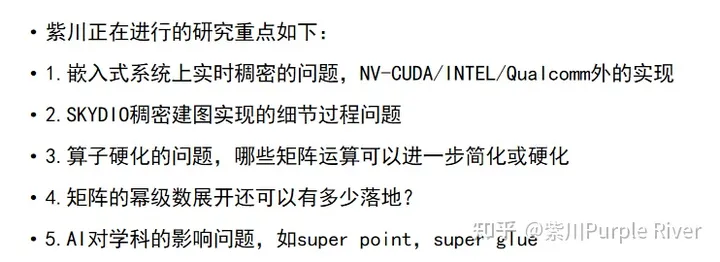 • 紫川正在进行的研究重点如下：
• 1.嵌入式系统上实时稠密的问题，NV-CUDA/INTEL/Qualcomm外的实现
• 2.SKYDIO稠密建图实现的细节过程问题
• 3.算子硬化的问题，哪些矩阵运算可以进一步简化或硬化
• 4.矩阵的幂级数展开还可以有多少落地？
• 5.AI对学科的影响问题，如super point，super glue
知乎 @紫川Purple River